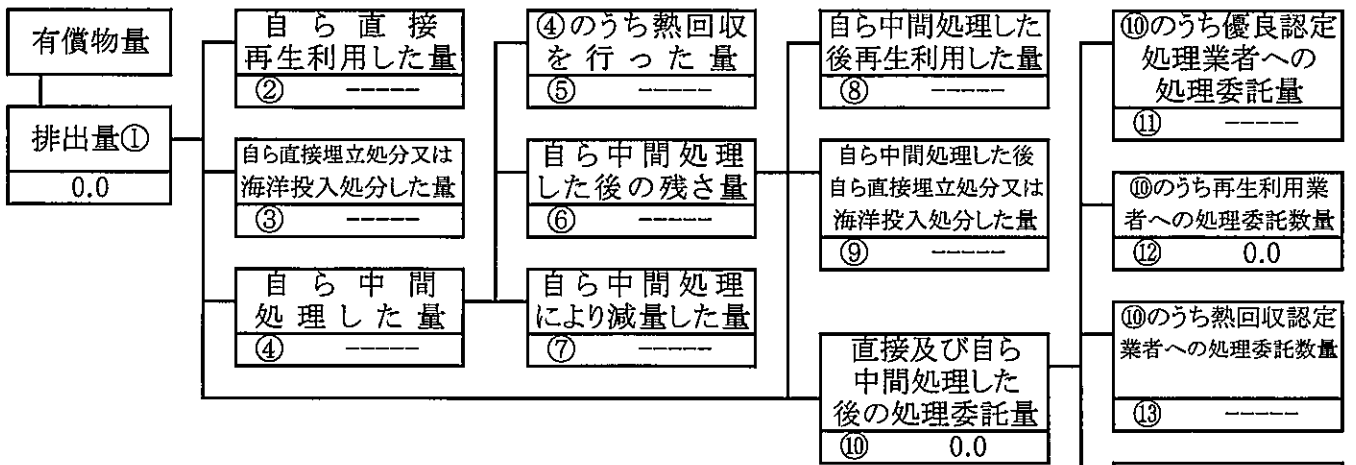 有償物量
排出量①
0.0
自ら直接
再生利用した量
② -----
自ら直接埋立処分又は
海洋投入処分した量
③ -----
自ら中間
処理した量
④ -----
④のうち熱回収
を行った量
⑤ -----
自ら中間処理
した後の残さ量
⑥ -----
自ら中間処理
により減量した量
⑦ -----
自ら中間処理した
後再生利用した量
⑧ -----
自ら中間処理した後
自ら直接埋立処分又は
海洋投入処分した量
⑨ -----
直接及び自ら
中間処理した
後の処理委託量
⑩ 0.0
⑩のうち優良認定
処理業者への
処理委託量
⑪ -----
⑩のうち再生利用業
者への処理委託数量
⑫ 0.0
⑩のうち熱回収認定
業者への処理委託数量
⑬ -----